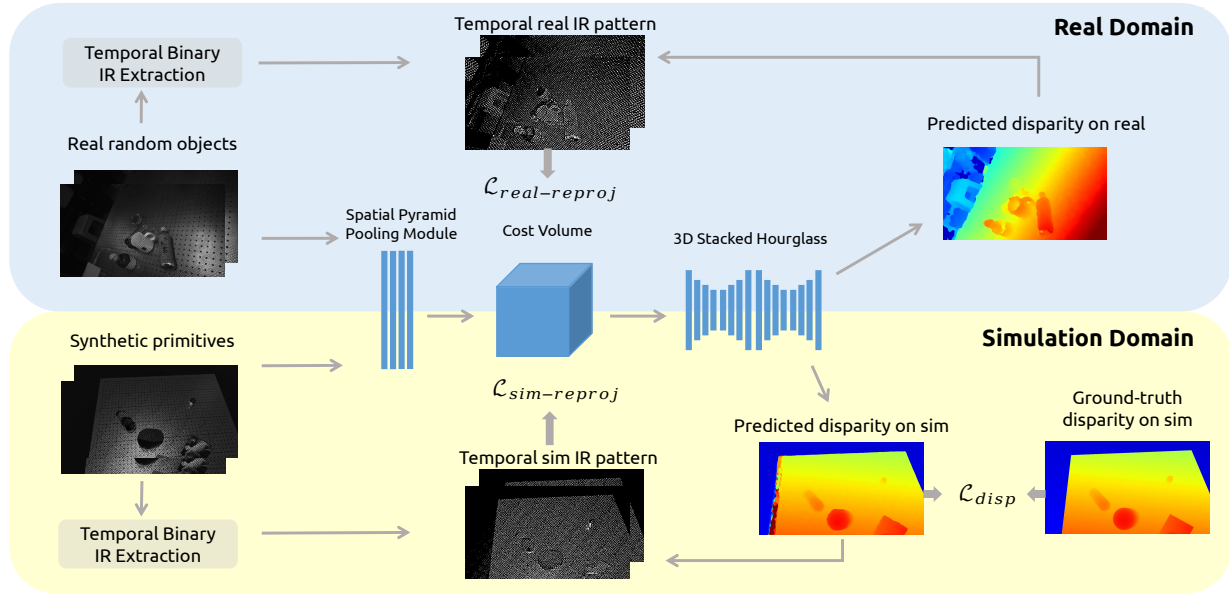 Temporal real IR pattern
Real Domain
Temporal Binary
IR Extraction
Real random objects
Predicted disparity on real
ℒreal−reproj
Spatial Pyramid
Pooling Module
Cost Volume
3D Stacked Hourglass
Synthetic primitives
Simulation Domain
ℒsim−reproj
Ground-truth
disparity on sim
Predicted disparity on sim
Temporal sim IR pattern
ℒdisp
Temporal Binary
IR Extraction